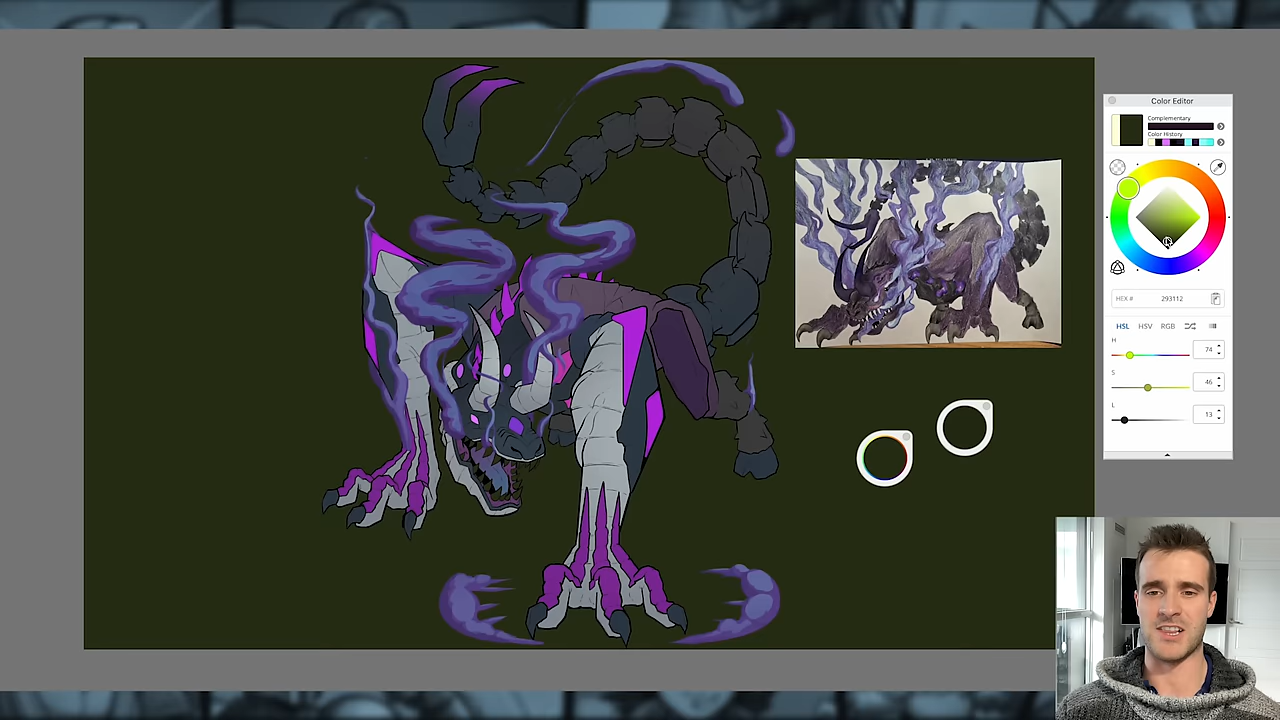 Color Editor
Complementary
Color History
HEX # 293112
HSL HSV RGB
H 74
S 46
L 13